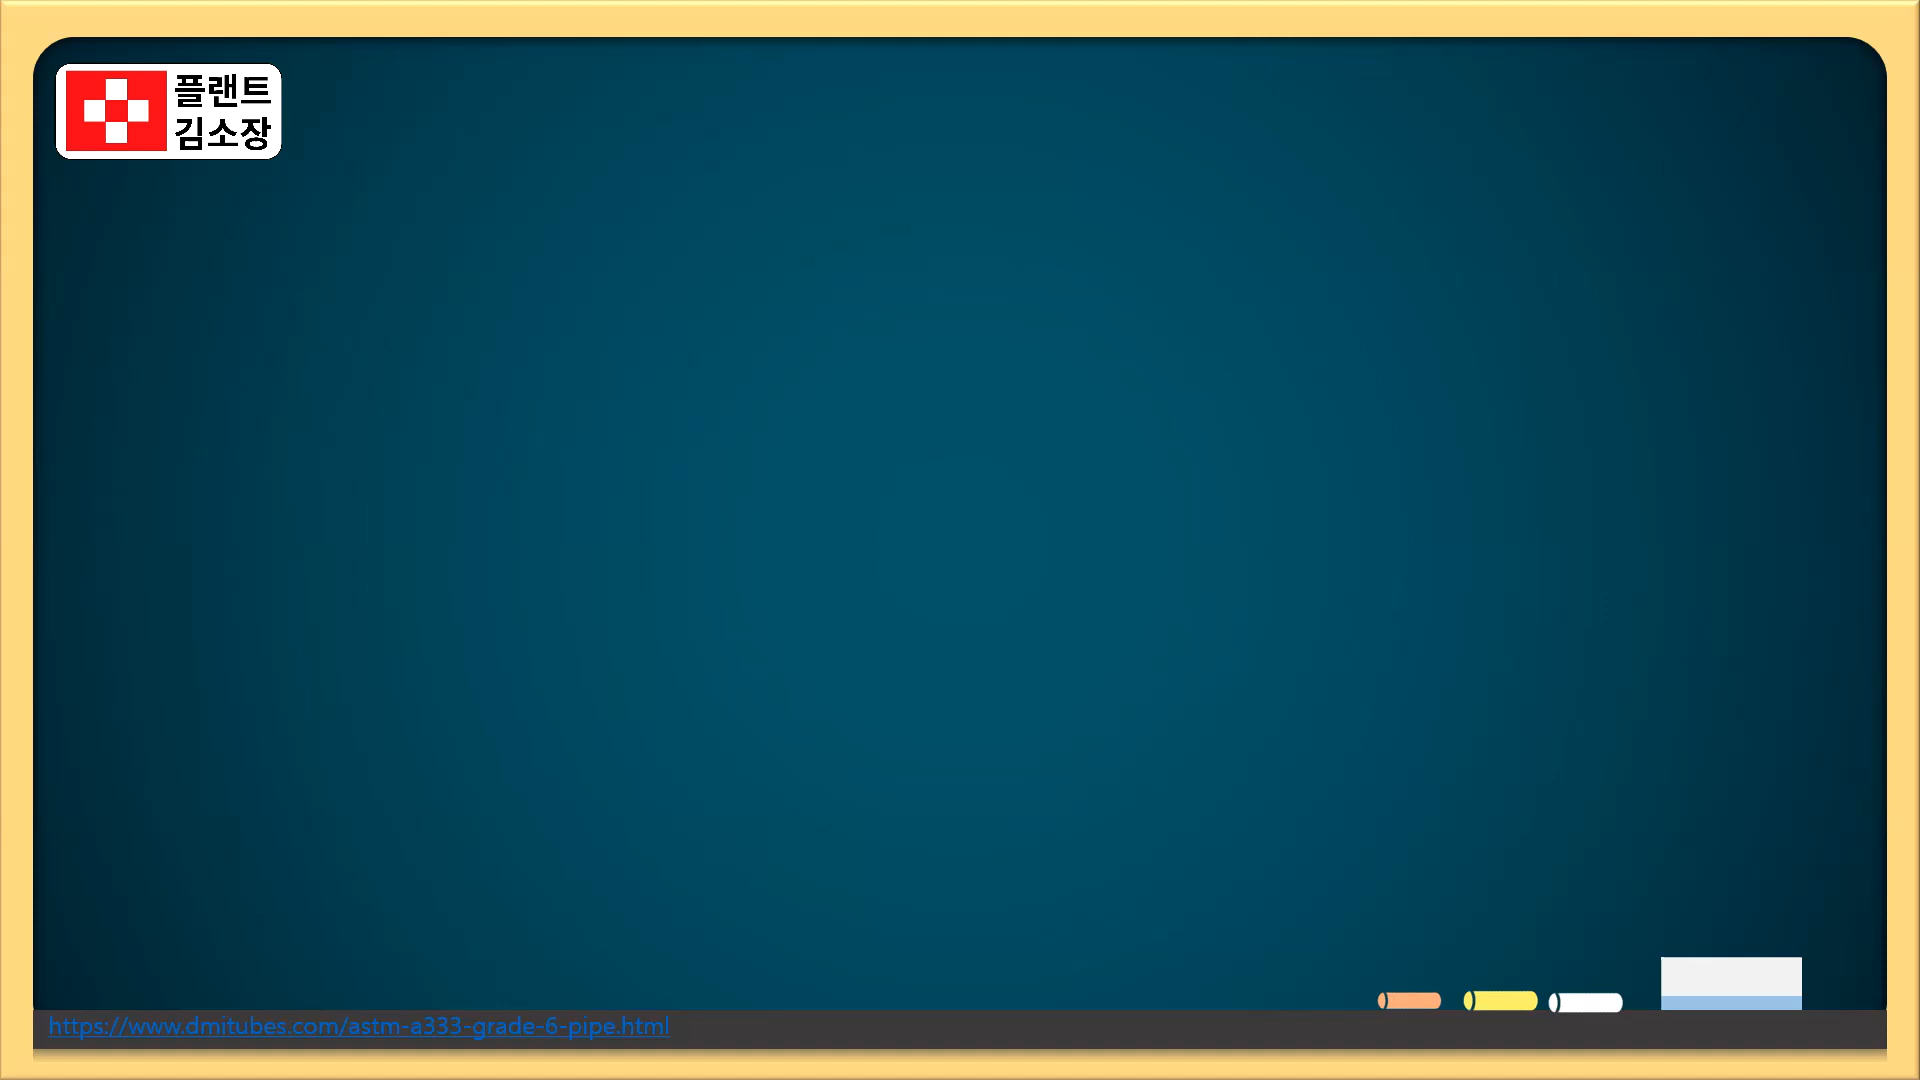 플랜트
김소장
https://www.dmitubes.com/astm-a333-grade-6-pipe.html